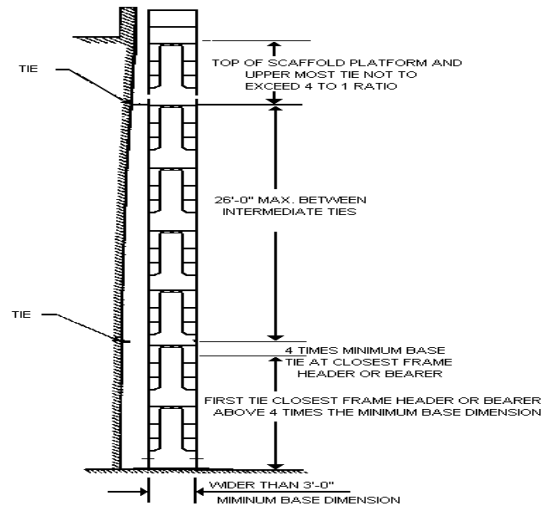 TIE
TOP OF SCAFFOLD PLATFORM AND
UPPER MOST TIE NOT TO
EXCEED 4 TO 1 RATIO
26'-0" MAX. BETWEEN
INTERMEDIATE TIES
TIE
4 TIMES MINIMUM BASE
TIE AT CLOSEST FRAME
HEADER OR BEARER
FIRST TIE CLOSEST FRAME HEADER OR BEARER
ABOVE 4 TIMES THE MINIMUM BASE DIMENSION
WIDER THAN 3'-0"
MIMINUM BASE DIMENSION